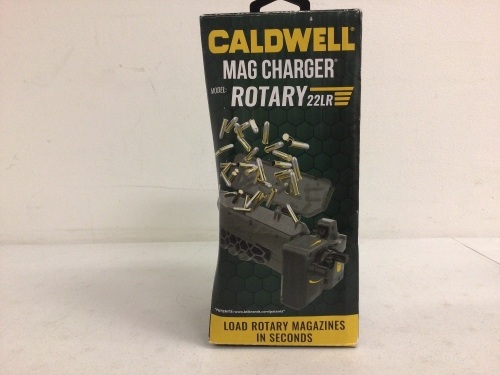 CALDWELL®
MAG CHARGER®
MODEL: ROTARY 22LR
LOAD ROTARY MAGAZINES
IN SECONDS